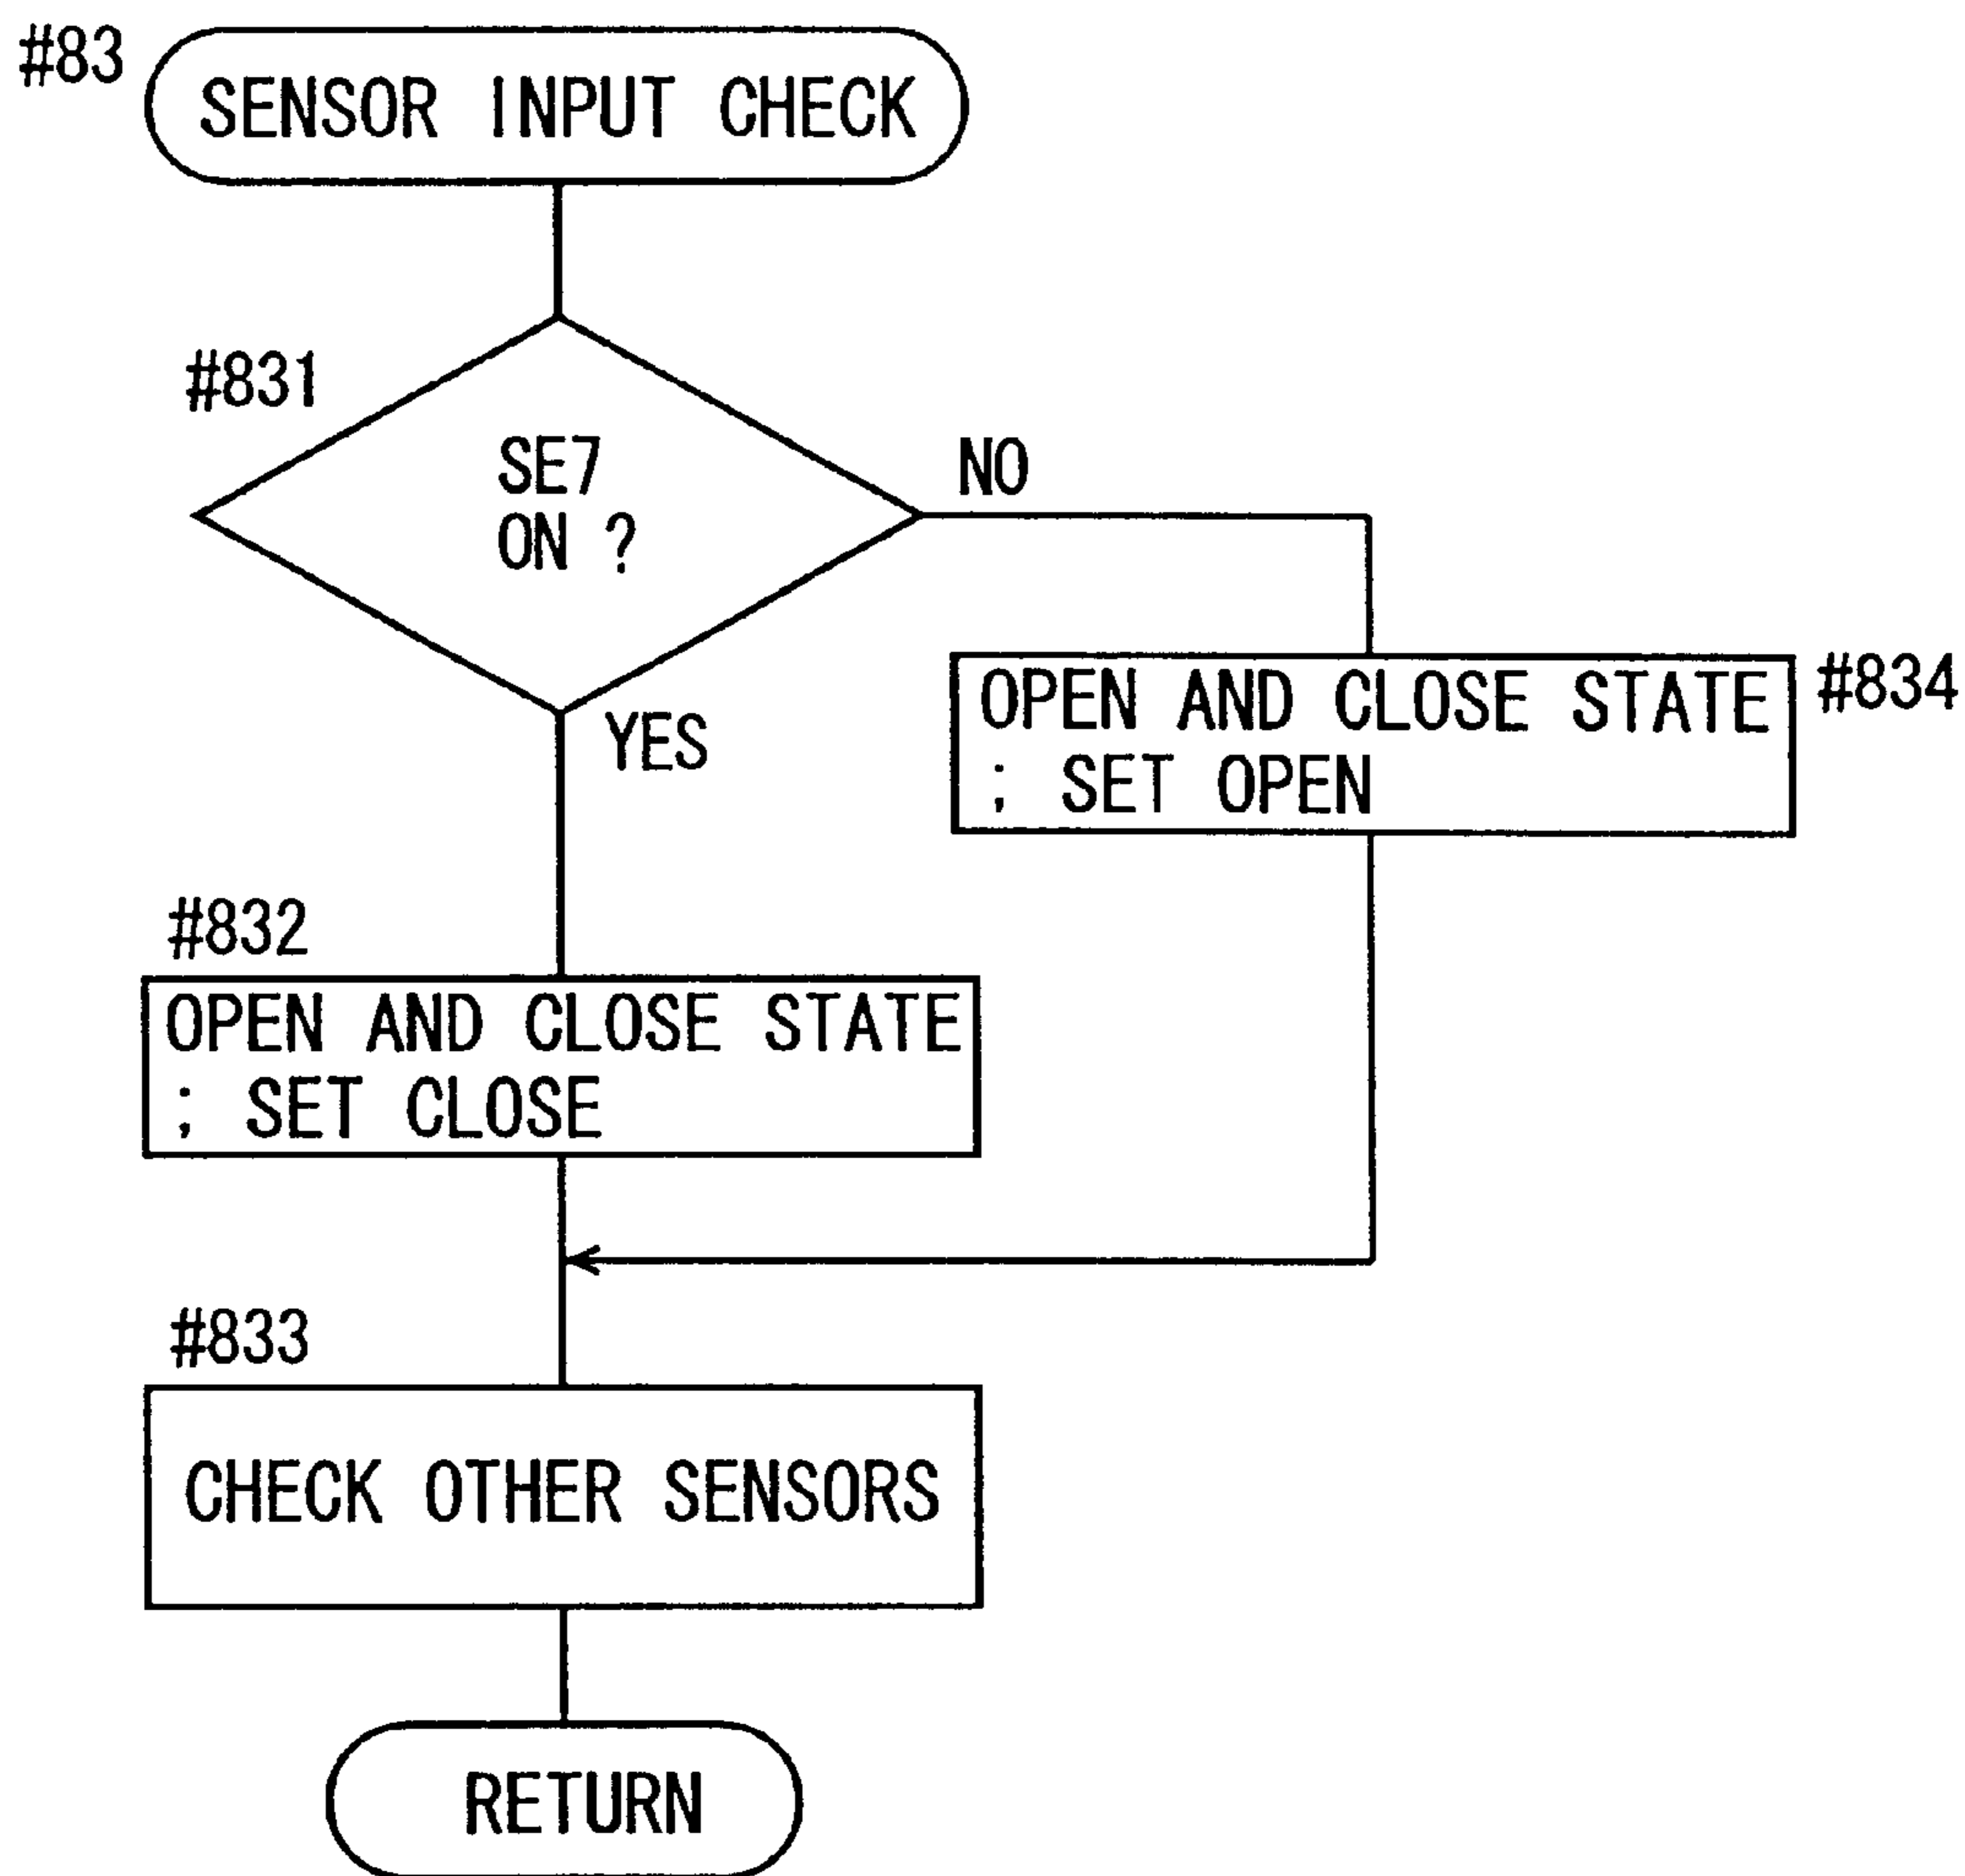 #83
SENSOR INPUT CHECK
#831
SE7
ON ?
NO
YES
OPEN AND CLOSE STATE
; SET OPEN
#834
#832
OPEN AND CLOSE STATE
; SET CLOSE
#833
CHECK OTHER SENSORS
RETURN